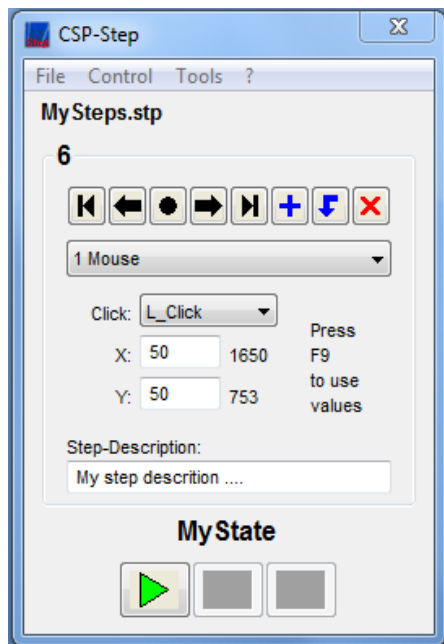 CSP-Step
File Control Tools ?
MySteps.stp
6
1 Mouse
Click: L_Click
X: 50 1650
Y: 50 753
Press
F9
to use
values
Step-Description:
My step descrition ....
MyState